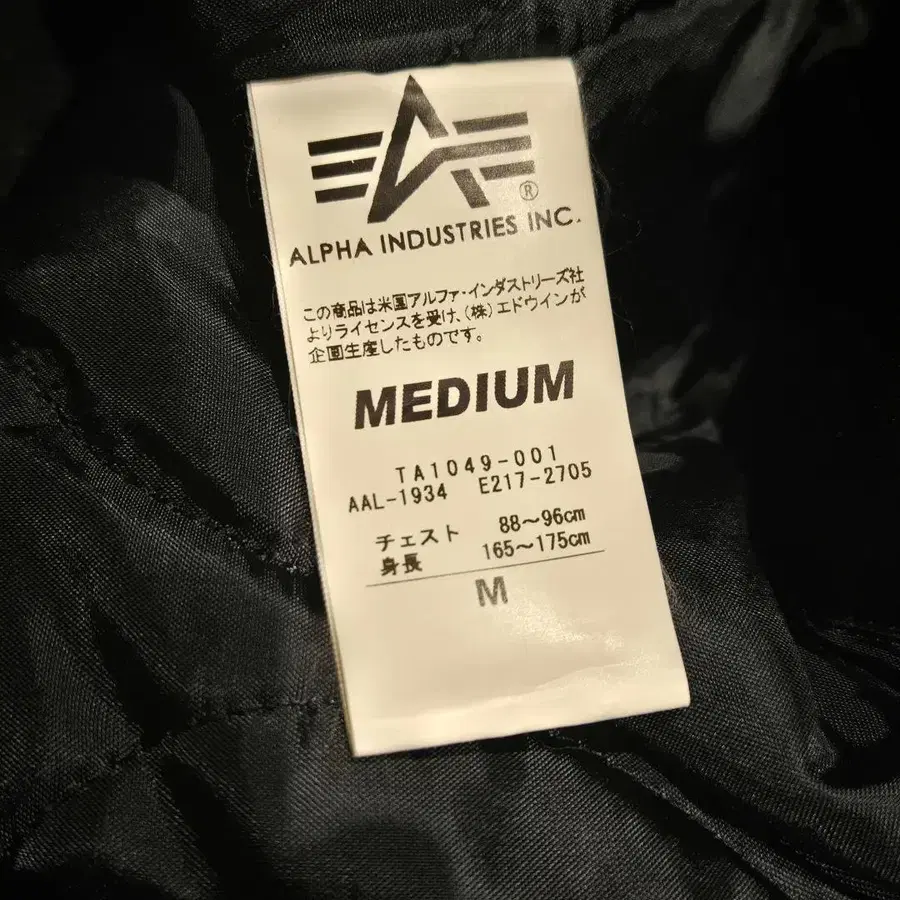 ®
ALPHA INDUSTRIES INC.
この商品は米国アルファ・インダストリーズ社
よりライセンスを受け、(株)エドウインが
企画生産したものです。
MEDIUM
TA1049-001
AAL-1934 E217-2705
チェスト 88～96cm
身長 165～175cm
M